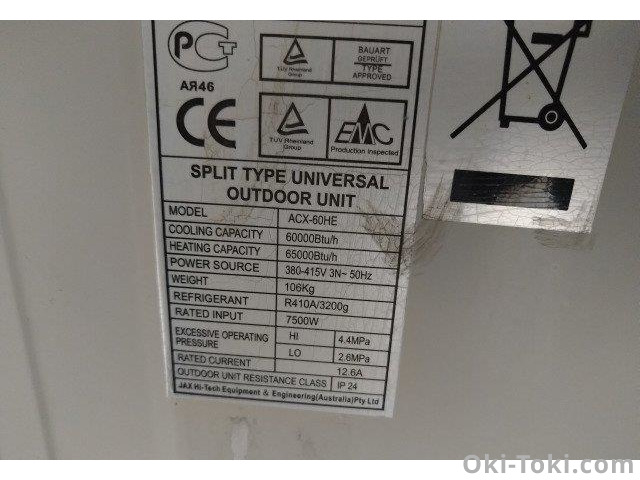 PCT
АЯ46
TÜV Rheinland
Group
BAUART
GEPRÜFT
TYPE
APPROVED
CE
TÜV Rheinland
Group
EMC
Production inspected
SPLIT TYPE UNIVERSAL
OUTDOOR UNIT
MODEL ACX-60HE
COOLING CAPACITY 60000Btu/h
HEATING CAPACITY 65000Btu/h
POWER SOURCE 380-415V 3N~ 50Hz
WEIGHT 106Kg
REFRIGERANT R410A/3200g
RATED INPUT 7500W
EXCESSIVE OPERATING PRESSURE HI 4.4MPa
LO 2.6MPa
RATED CURRENT 12.6A
OUTDOOR UNIT RESISTANCE CLASS IP 24
JAX Hi-Tech Equipment & Engineering(Australia)Pty Ltd
Oki-Toki.com